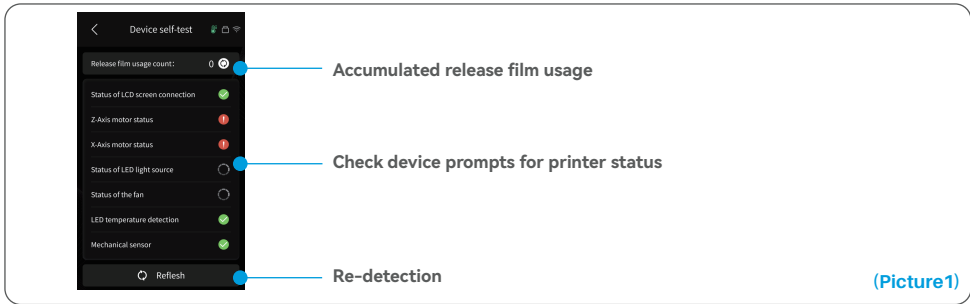 Device self-test
Release film usage count: 0
Accumulated release film usage
Status of LCD screen connection
Z-Axis motor status
X-Axis motor status
Check device prompts for printer status
Status of LED light source
Status of the fan
LED temperature detection
Mechanical sensor
Reflesh
Re-detection
(Picture1)